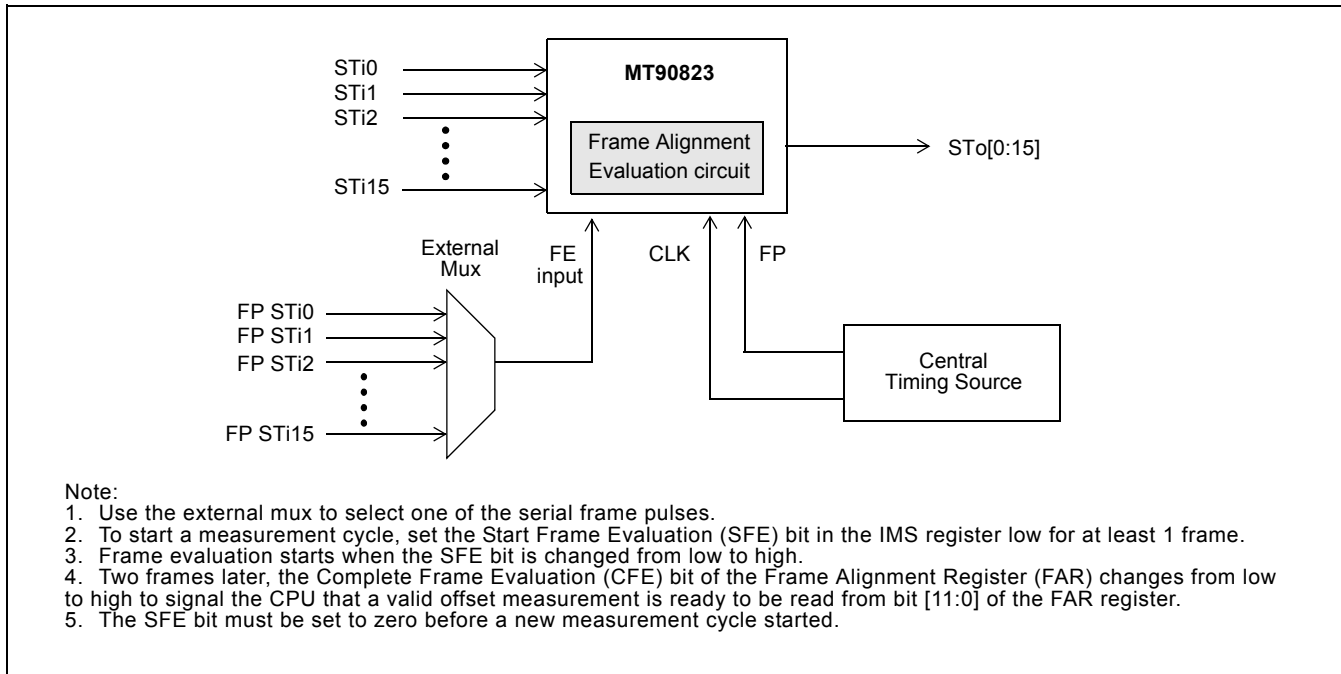 STi0
STi1
STi2
STi15
MT90823
Frame Alignment
Evaluation circuit
STo[0:15]
External
Mux
FE
input
CLK
FP
FP STi0
FP STi1
FP STi2
FP STi15
Central
Timing Source
Note:
1. Use the external mux to select one of the serial frame pulses.
2. To start a measurement cycle, set the Start Frame Evaluation (SFE) bit in the IMS register low for at least 1 frame.
3. Frame evaluation starts when the SFE bit is changed from low to high.
4. Two frames later, the Complete Frame Evaluation (CFE) bit of the Frame Alignment Register (FAR) changes from low
to high to signal the CPU that a valid offset measurement is ready to be read from bit [11:0] of the FAR register.
5. The SFE bit must be set to zero before a new measurement cycle started.